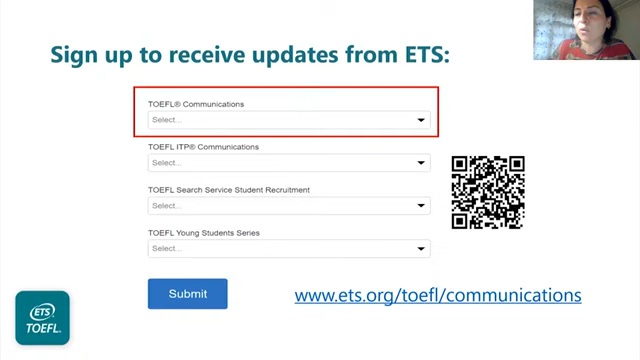 Sign up to receive updates from ETS:
TOEFL® Communications
Select...
TOEFL ITP® Communications
Select...
TOEFL Search Service Student Recruitment
Select...
TOEFL Young Students Series
Select...
Submit
www.ets.org/toefl/communications
ETS
TOEFL.